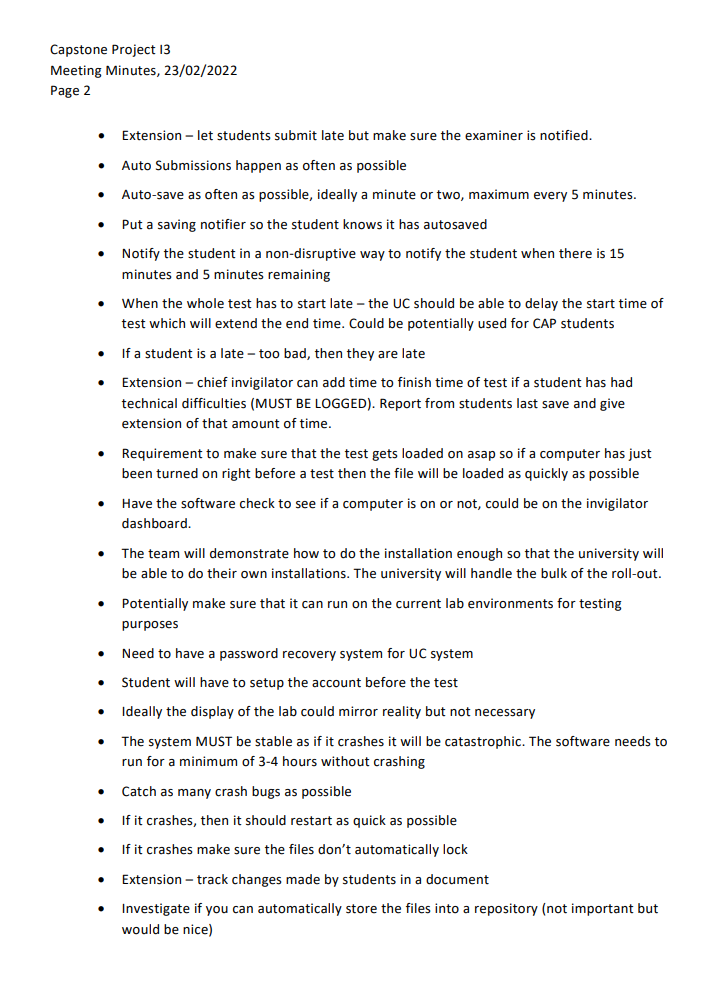 Capstone Project I3
Meeting Minutes, 23/02/2022
Page 2
• Extension – let students submit late but make sure the examiner is notified.
• Auto Submissions happen as often as possible
• Auto-save as often as possible, ideally a minute or two, maximum every 5 minutes.
• Put a saving notifier so the student knows it has autosaved
• Notify the student in a non-disruptive way to notify the student when there is 15
minutes and 5 minutes remaining
• When the whole test has to start late – the UC should be able to delay the start time of
test which will extend the end time. Could be potentially used for CAP students
• If a student is a late – too bad, then they are late
• Extension – chief invigilator can add time to finish time of test if a student has had
technical difficulties (MUST BE LOGGED). Report from students last save and give
extension of that amount of time.
• Requirement to make sure that the test gets loaded on asap so if a computer has just
been turned on right before a test then the file will be loaded as quickly as possible
• Have the software check to see if a computer is on or not, could be on the invigilator
dashboard.
• The team will demonstrate how to do the installation enough so that the university will
be able to do their own installations. The university will handle the bulk of the roll-out.
• Potentially make sure that it can run on the current lab environments for testing
purposes
• Need to have a password recovery system for UC system
• Student will have to setup the account before the test
• Ideally the display of the lab could mirror reality but not necessary
• The system MUST be stable as if it crashes it will be catastrophic. The software needs to
run for a minimum of 3-4 hours without crashing
• Catch as many crash bugs as possible
• If it crashes, then it should restart as quick as possible
• If it crashes make sure the files don’t automatically lock
• Extension – track changes made by students in a document
• Investigate if you can automatically store the files into a repository (not important but
would be nice)